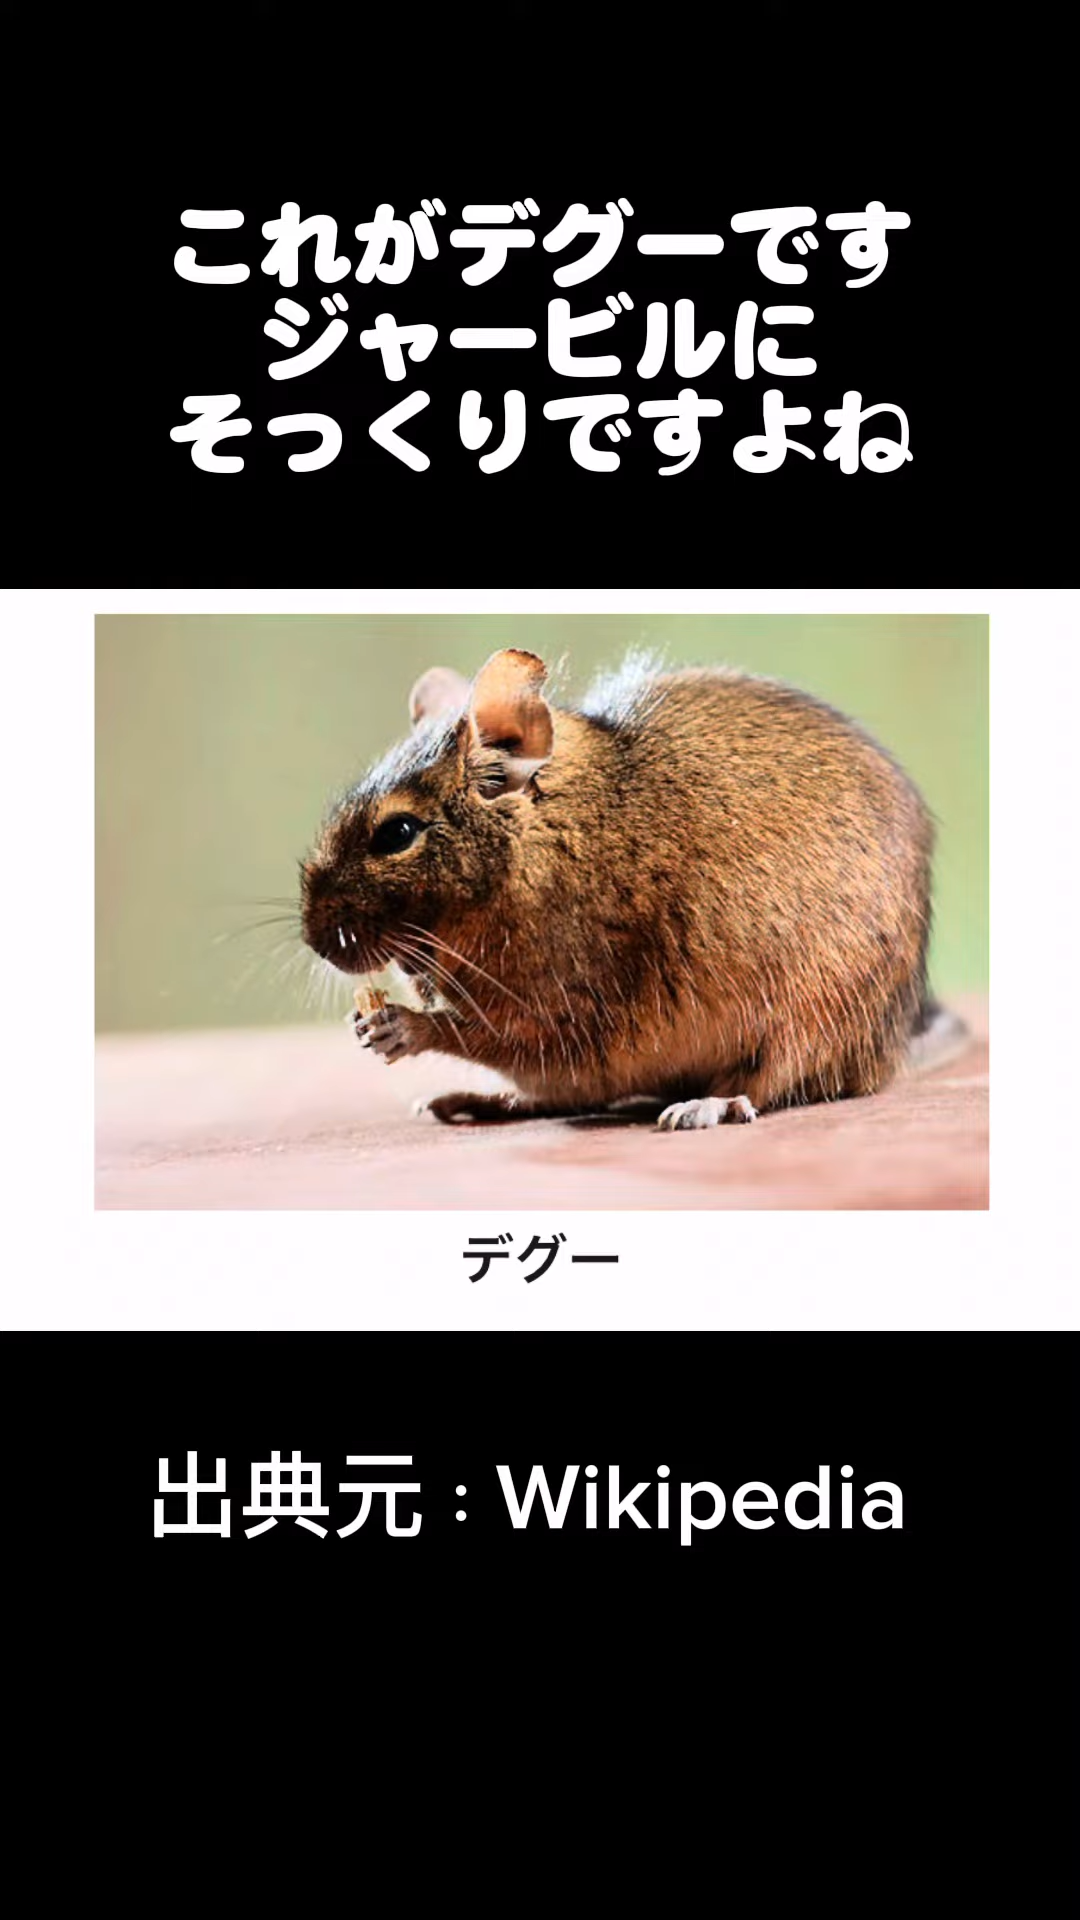 これがデグーです
ジャービルに
そっくりですよね
デグー
出典元：Wikipedia